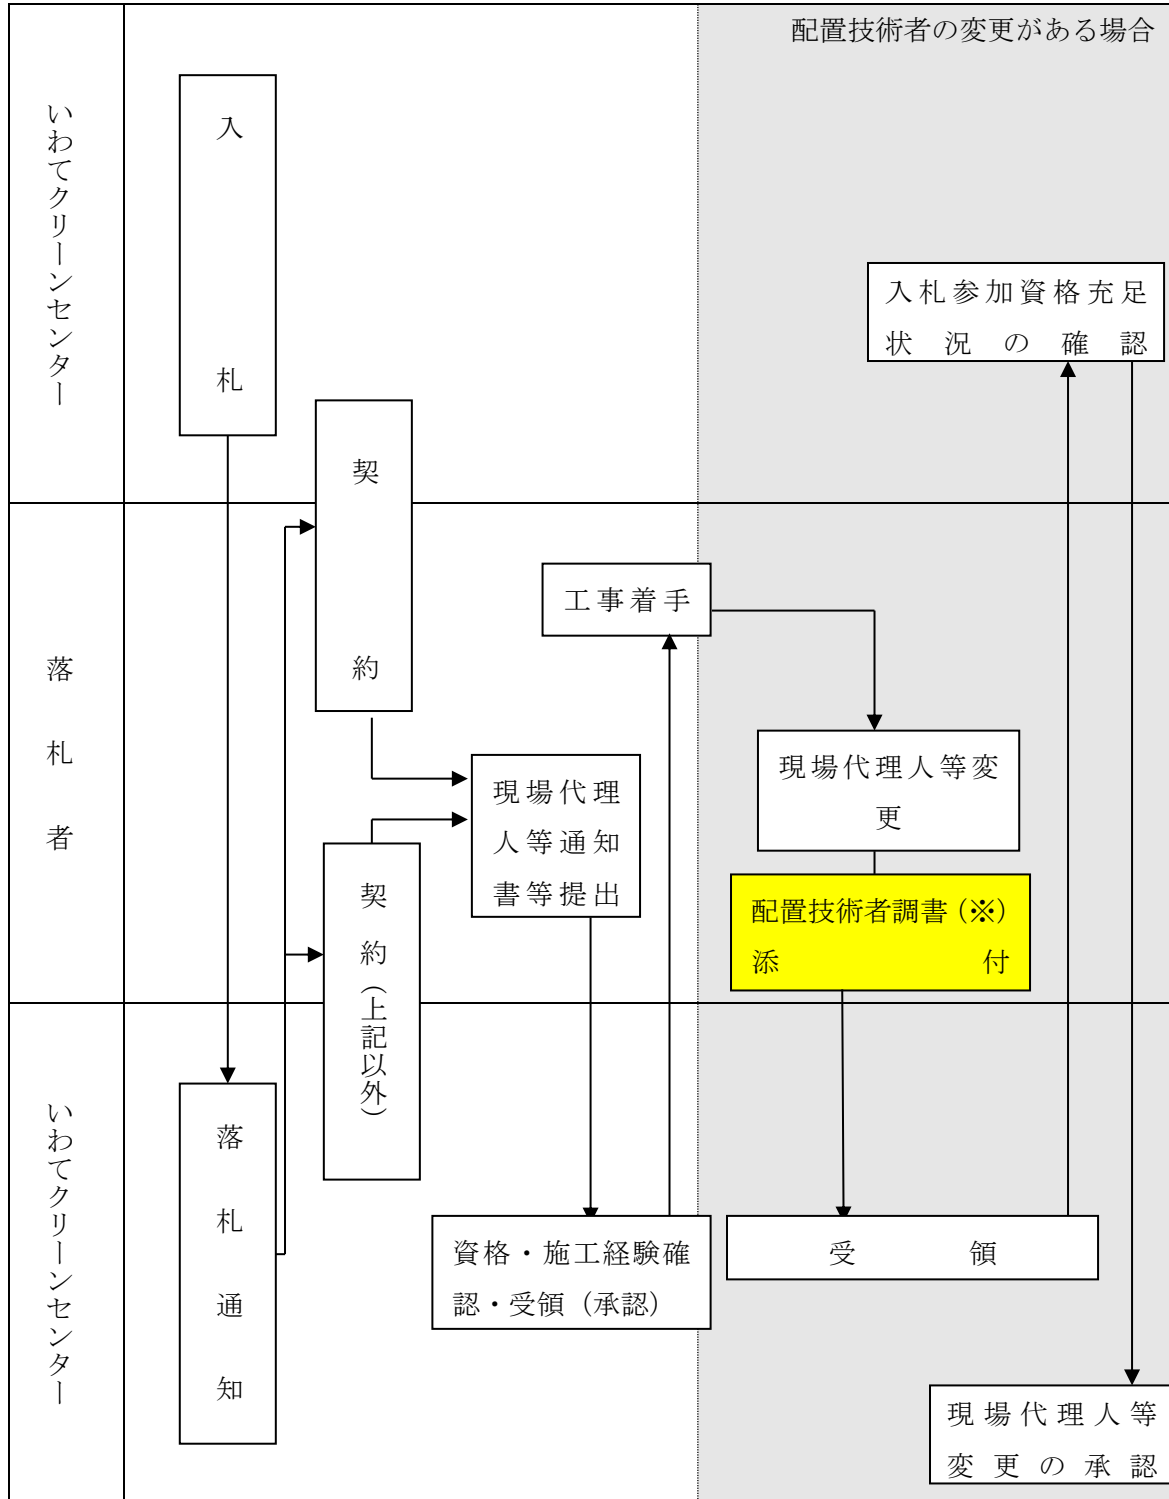 配置技術者の変更がある場合
いわてクリーンセンター
入札
入札参加資格充足
状況の確認
契約
落札者
工事着手
現場代理
人等通知
書等提出
現場代理人等変
更
契約(上記以外)
配置技術者調書(※)
添付
いわてクリーンセンター
落札通知
資格・施工経験確
認・受領(承認)
受領
現場代理人等
変更の承認